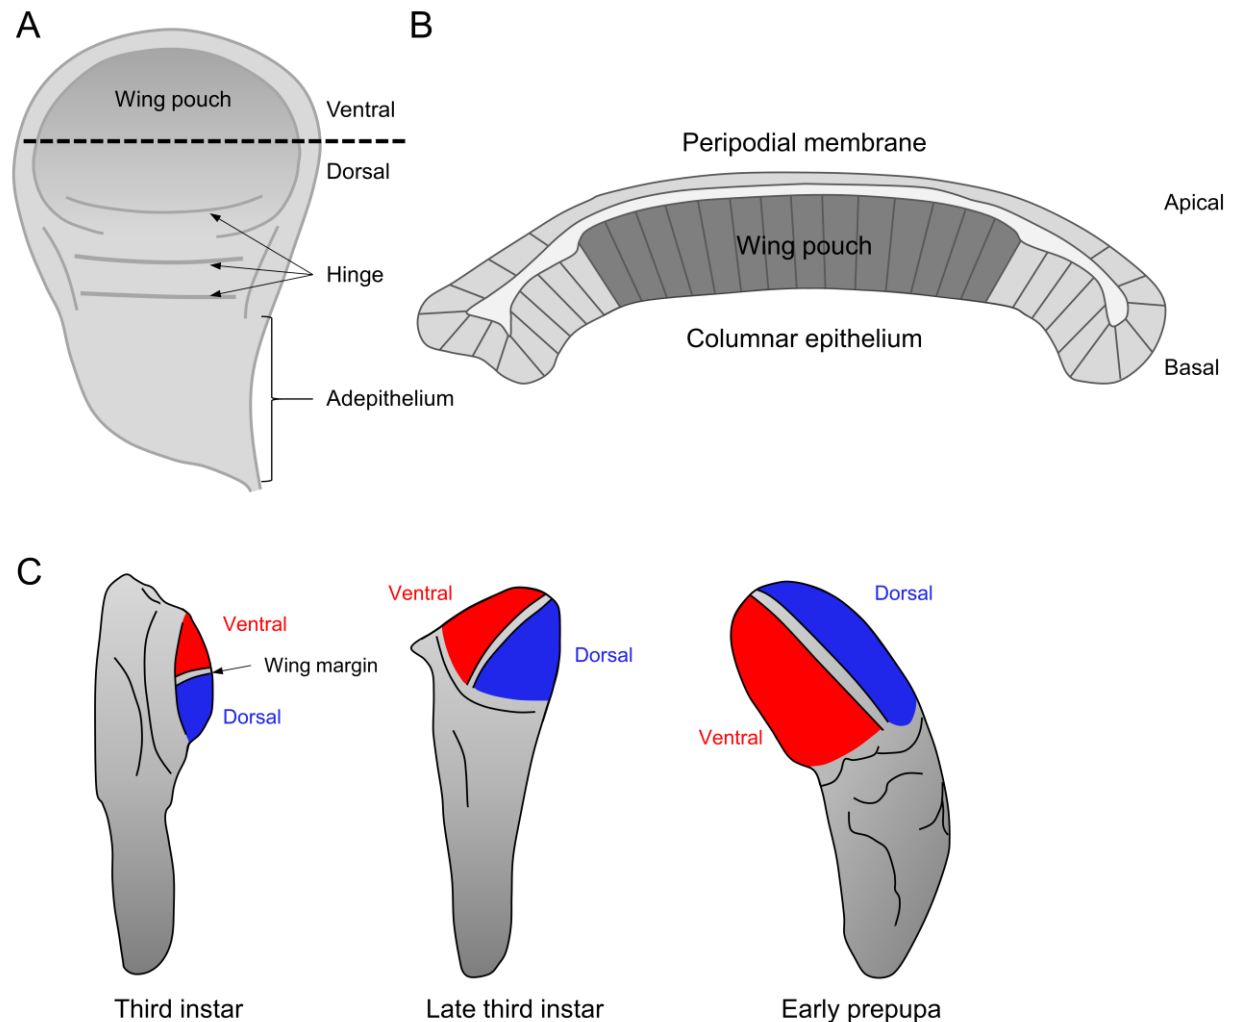 A
Wing pouch
Ventral
Dorsal
Hinge
Adepithelium
B
Peripodial membrane
Apical
Wing pouch
Columnar epithelium
Basal
C
Ventral
Wing margin
Dorsal
Third instar
Ventral
Dorsal
Late third instar
Dorsal
Ventral
Early prepupa